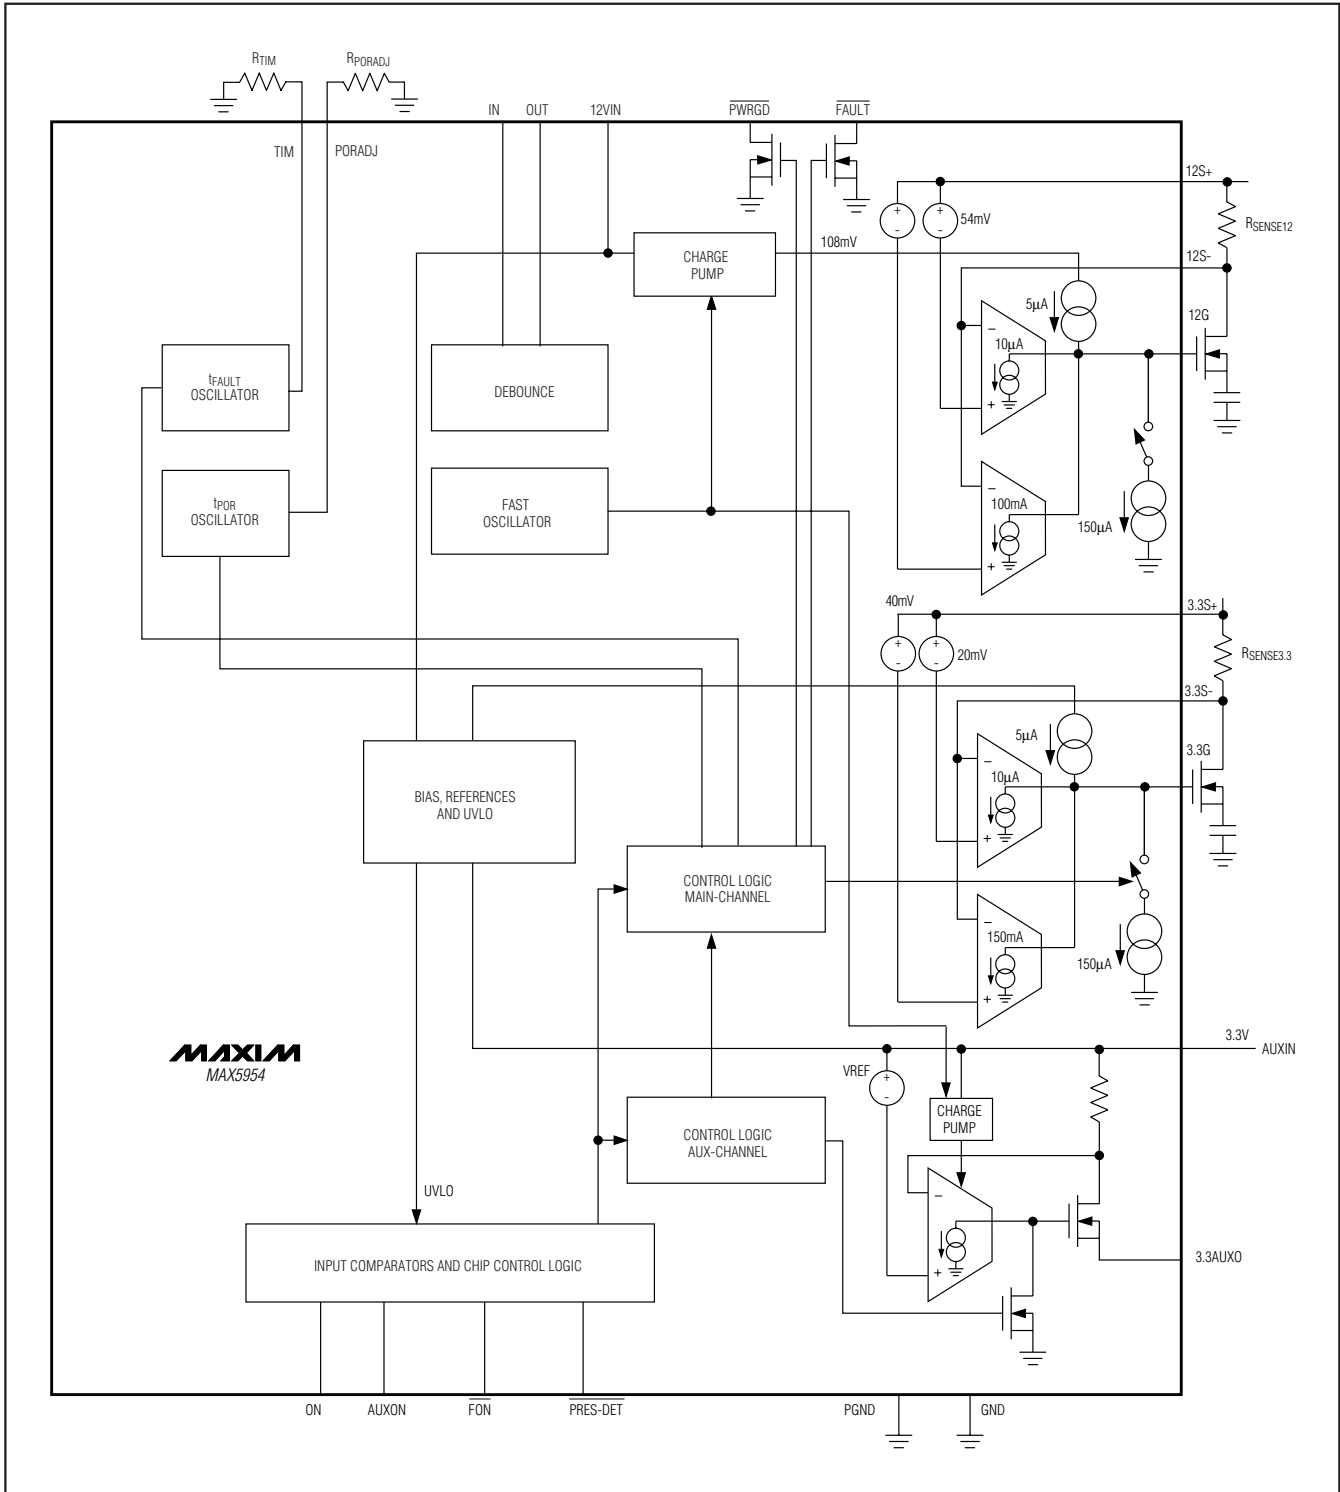 RTIM
RPORADJ
IN
OUT
12VIN
PWRGD
FAULT
TIM
PORADJ
12S+
+
-
+
-
54mV
RSENSE12
CHARGE
PUMP
108mV
12S-
5μA
12G
−
10μA
+
tFAULT
OSCILLATOR
DEBOUNCE
tPOR
OSCILLATOR
FAST
OSCILLATOR
−
100mA
+
150μA
40mV
3.3S+
+
-
+
-
20mV
RSENSE3.3
3.3S-
5μA
3.3G
−
10μA
+
BIAS, REFERENCES
AND UVLO
CONTROL LOGIC
MAIN-CHANNEL
−
150mA
+
150μA
3.3V
AUXIN
MAXIM
MAX5954
VREF
+
-
CHARGE
PUMP
CONTROL LOGIC
AUX-CHANNEL
−
+
UVLO
3.3AUXO
INPUT COMPARATORS AND CHIP CONTROL LOGIC
ON
AUXON
FON
PRES-DET
PGND
GND